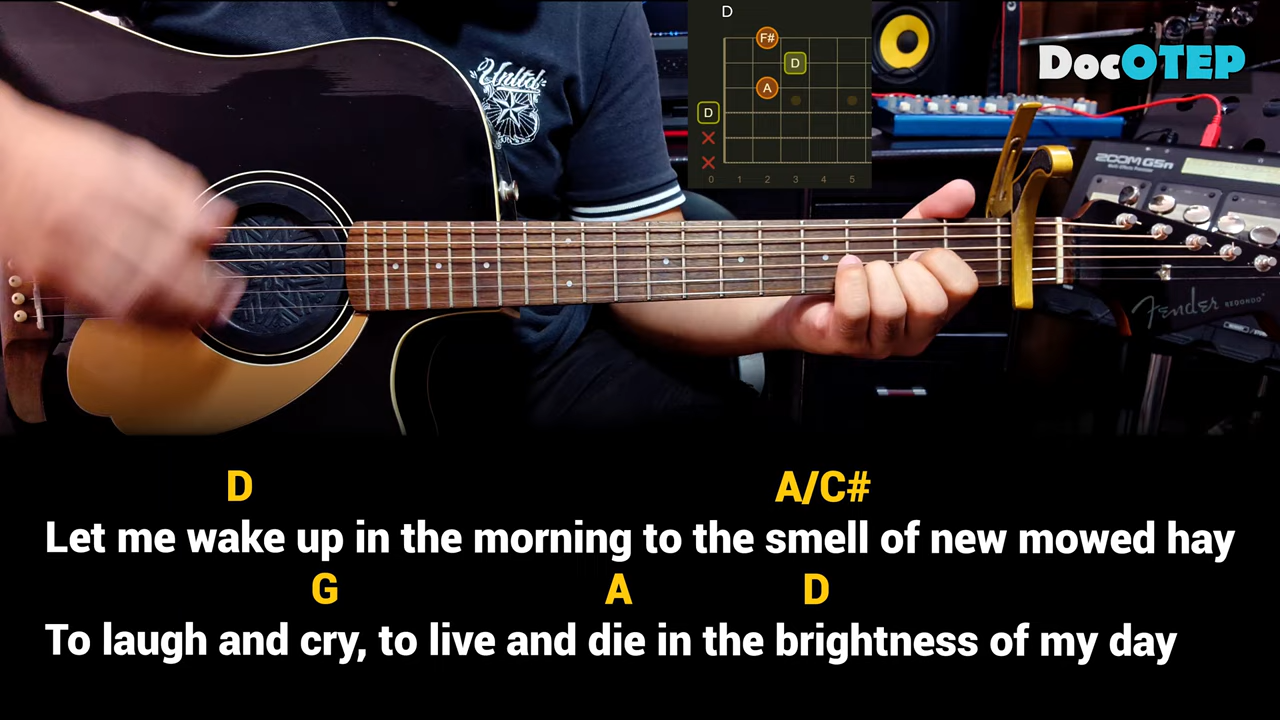 D
F#
D
A
D
0 1 2 3 4 5
DocOTEP
Unltd
ZOOM G5n
Fender REDONDO
D A/C#
Let me wake up in the morning to the smell of new mowed hay
G A D
To laugh and cry, to live and die in the brightness of my day